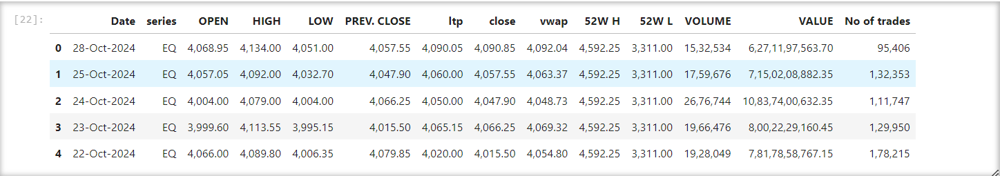 [22]:
Date series OPEN HIGH LOW PREV. CLOSE ltp close vwap 52W H 52W L VOLUME VALUE No of trades
0 28-Oct-2024 EQ 4,068.95 4,134.00 4,051.00 4,057.55 4,090.05 4,090.85 4,092.04 4,592.25 3,311.00 15,32,534 6,27,11,97,563.70 95,406
1 25-Oct-2024 EQ 4,057.05 4,092.00 4,032.70 4,047.90 4,060.00 4,057.55 4,063.37 4,592.25 3,311.00 17,59,676 7,15,02,08,882.35 1,32,353
2 24-Oct-2024 EQ 4,004.00 4,079.00 4,004.00 4,066.25 4,050.00 4,047.90 4,048.73 4,592.25 3,311.00 26,76,744 10,83,74,00,632.35 1,11,747
3 23-Oct-2024 EQ 3,999.60 4,113.55 3,995.15 4,015.50 4,065.15 4,066.25 4,069.32 4,592.25 3,311.00 19,66,476 8,00,22,29,160.45 1,29,950
4 22-Oct-2024 EQ 4,066.00 4,089.80 4,006.35 4,079.85 4,020.00 4,015.50 4,054.80 4,592.25 3,311.00 19,28,049 7,81,78,58,767.15 1,78,215